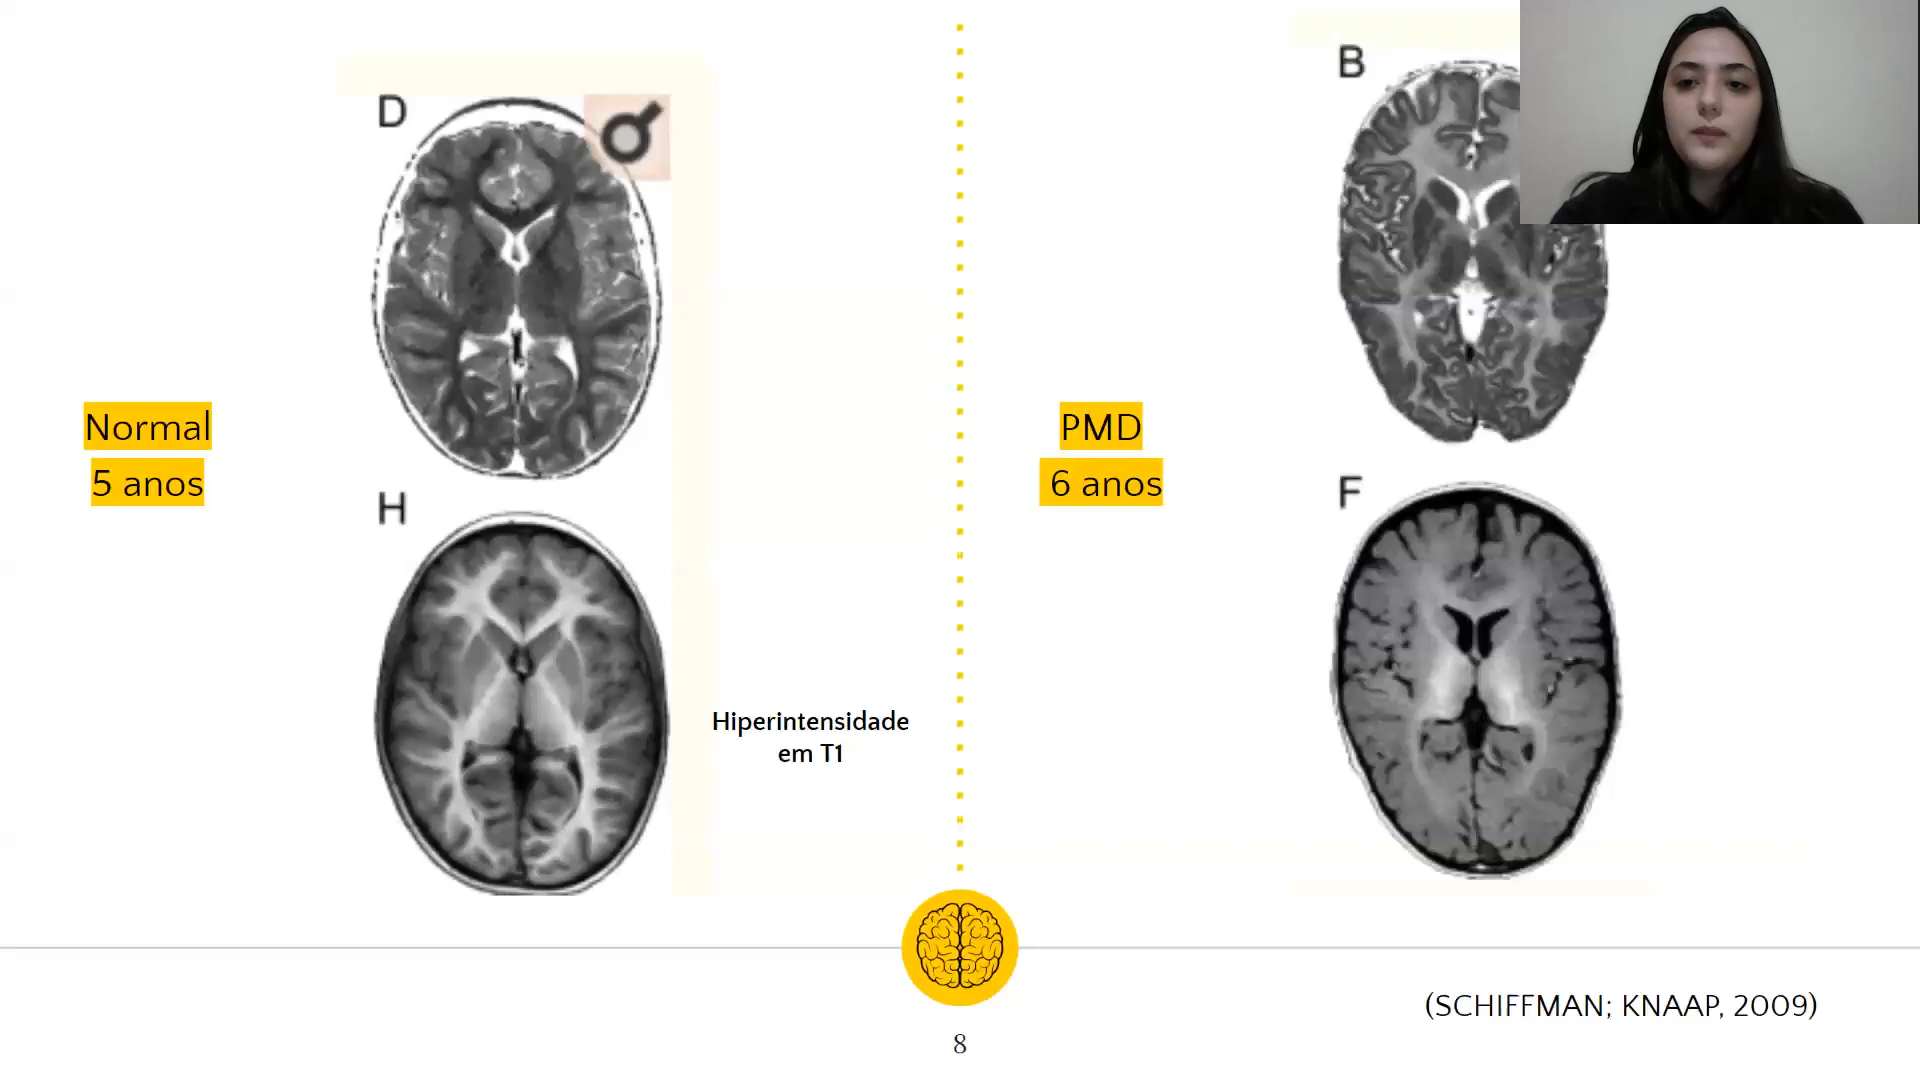 D
Normal
5 anos
H
Hiperintensidade
em T1
B
PMD
6 anos
F
(SCHIFFMAN; KNAAP, 2009)
8